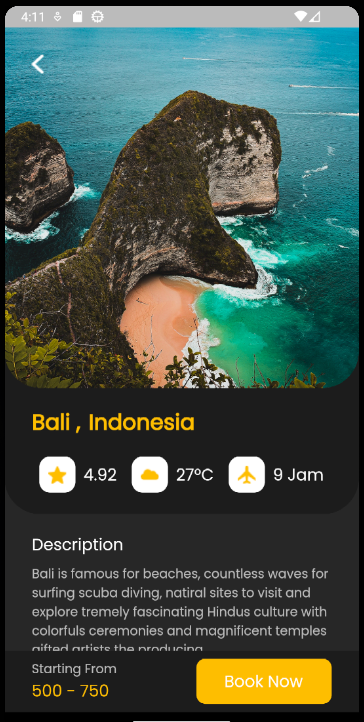 4:11
Bali , Indonesia
4.92 27°C 9 Jam
Description
Bali is famous for beaches, countless waves for
surfing scuba diving, natiral sites to visit and
explore tremely fascinating Hindus culture with
colorfuls ceremonies and magnificent temples
gifted artists the producing
Starting From
500 - 750
Book Now